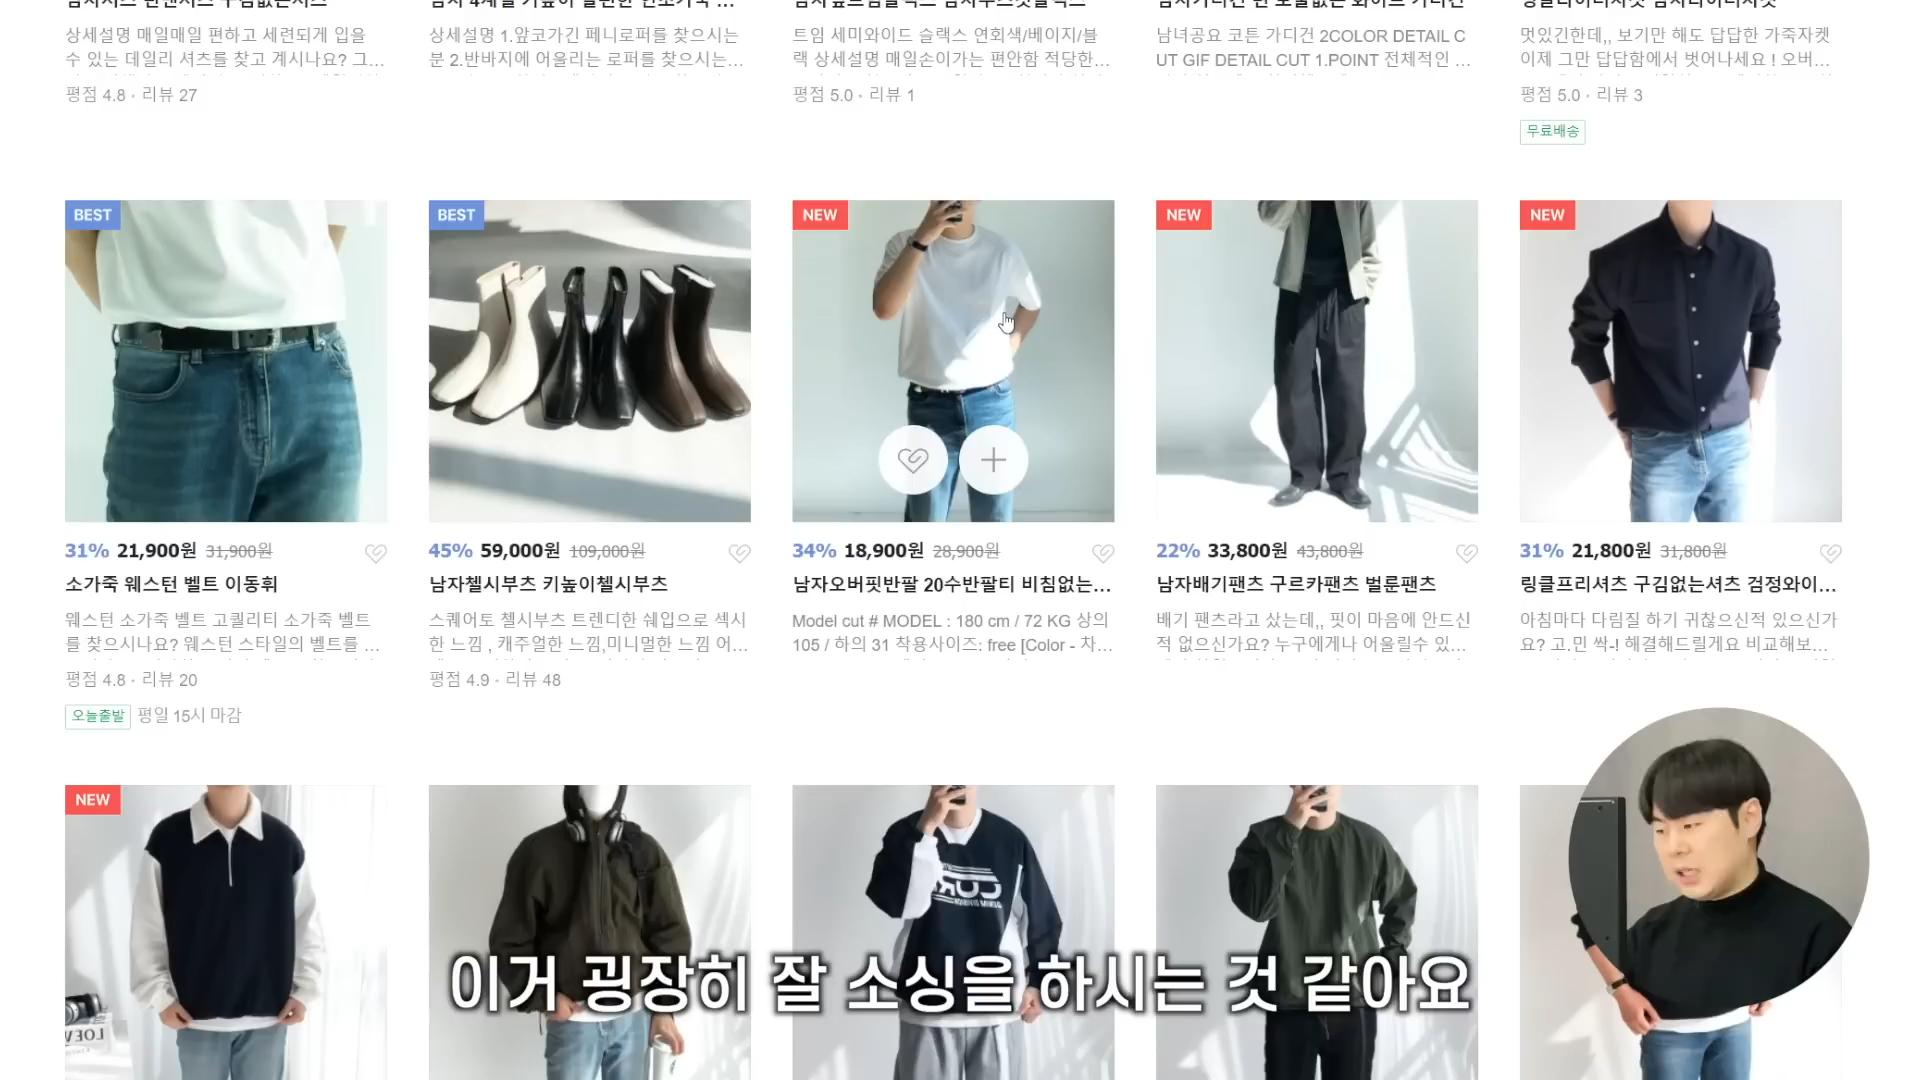 상세설명 매일매일 편하고 세련되게 입을
수 있는 데일리 셔츠를 찾고 계시나요? 그...
평점 4.8 · 리뷰 27
상세설명 1.앞코가긴 페니로퍼를 찾으시는
분 2.반바지에 어울리는 로퍼를 찾으시는...
트임 세미와이드 슬랙스 연회색/베이지/블
랙 상세설명 매일손이가는 편안함 적당한...
평점 5.0 · 리뷰 1
남녀공요 코튼 가디건 2COLOR DETAIL C
UT GIF DETAIL CUT 1.POINT 전체적인 ...
멋있긴한데,, 보기만 해도 답답한 가죽자켓
이제 그만 답답함에서 벗어나세요 ! 오버...
평점 5.0 · 리뷰 3
무료배송
BEST
31% 21,900원 31,900원
소가죽 웨스턴 벨트 이동휘
웨스턴 소가죽 벨트 고퀄리티 소가죽 벨트
를 찾으시나요? 웨스턴 스타일의 벨트를 ...
평점 4.8 · 리뷰 20
오늘출발 평일 15시 마감
BEST
45% 59,000원 109,000원
남자첼시부츠 키높이첼시부츠
스퀘어토 첼시부츠 트렌디한 쉐입으로 섹시
한 느낌 , 캐주얼한 느낌,미니멀한 느낌 어...
평점 4.9 · 리뷰 48
NEW
34% 18,900원 28,900원
남자오버핏반팔 20수반팔티 비침없는...
Model cut # MODEL : 180 cm / 72 KG 상의
105 / 하의 31 착용사이즈: free [Color - 차...
NEW
22% 33,800원 43,800원
남자배기팬츠 구르카팬츠 벌룬팬츠
배기 팬츠라고 샀는데,, 핏이 마음에 안드신
적 없으신가요? 누구에게나 어울릴수 있...
NEW
31% 21,800원 31,800원
링클프리셔츠 구김없는셔츠 검정와이...
아침마다 다림질 하기 귀찮으신적 있으신가
요? 고.민 싹-! 해결해드릴게요 비교해보...
NEW
LOEW
이거 굉장히 잘 소싱을 하시는 것 같아요